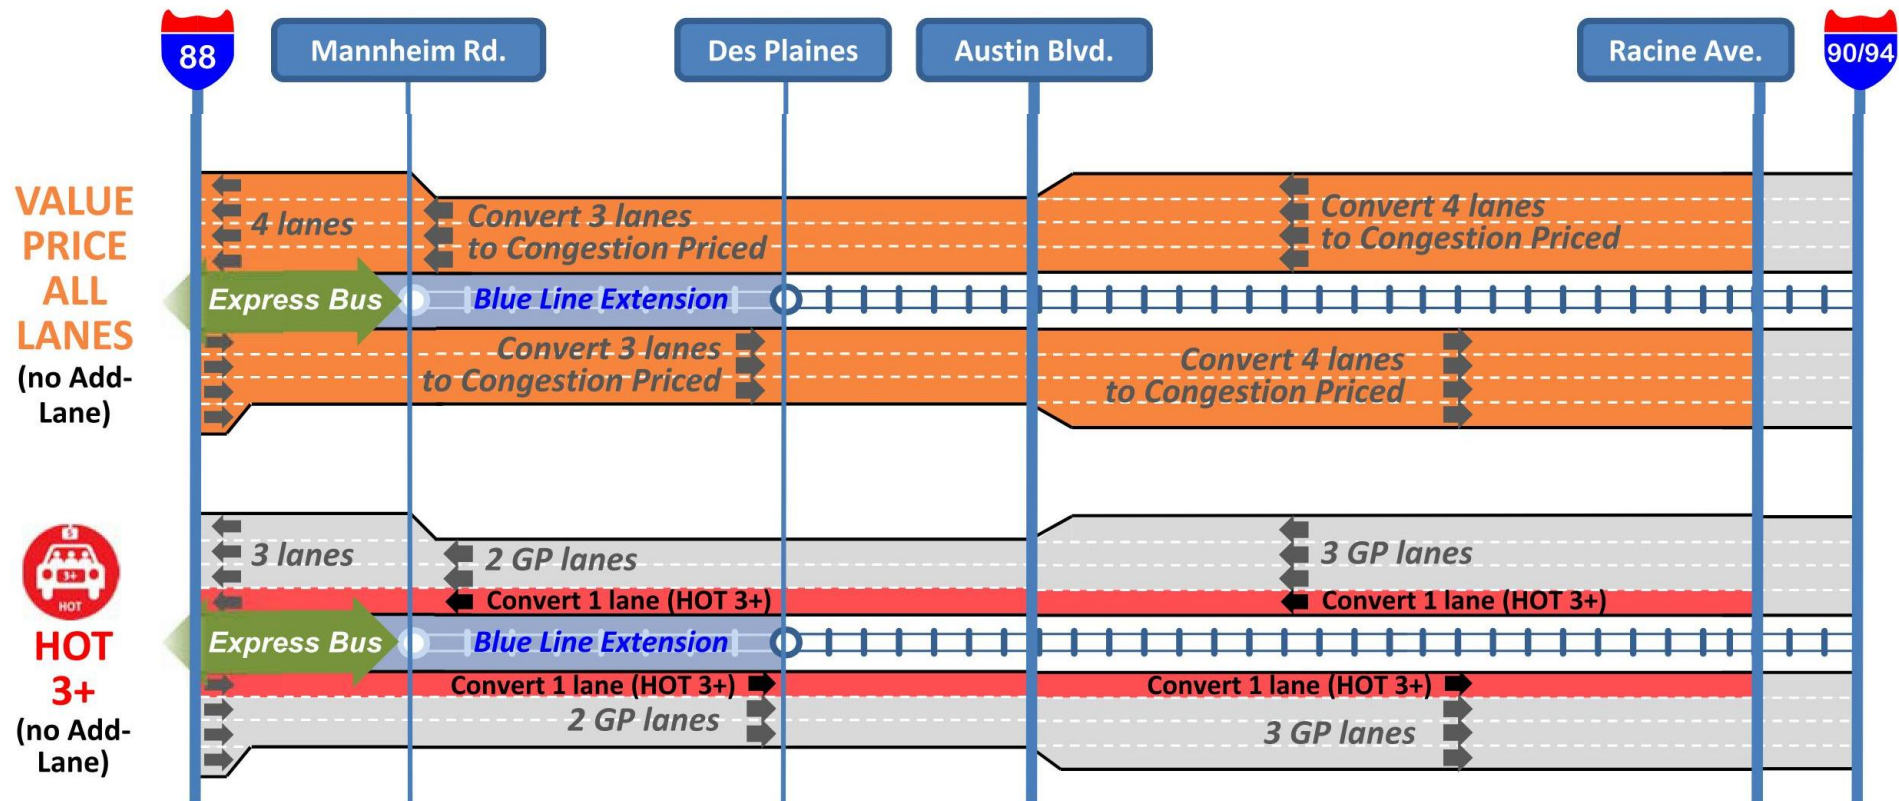 88
Mannheim Rd.
Des Plaines
Austin Blvd.
Racine Ave.
90/94
VALUE
PRICE
ALL
LANES
(no Add-
Lane)
4 lanes
Convert 3 lanes
to Congestion Priced
Convert 4 lanes
to Congestion Priced
Express Bus
Blue Line Extension
Convert 3 lanes
to Congestion Priced
Convert 4 lanes
to Congestion Priced
$
3+
HOT
HOT
3+
(no Add-
Lane)
3 lanes
2 GP lanes
3 GP lanes
Convert 1 lane (HOT 3+)
Convert 1 lane (HOT 3+)
Express Bus
Blue Line Extension
Convert 1 lane (HOT 3+)
Convert 1 lane (HOT 3+)
2 GP lanes
3 GP lanes